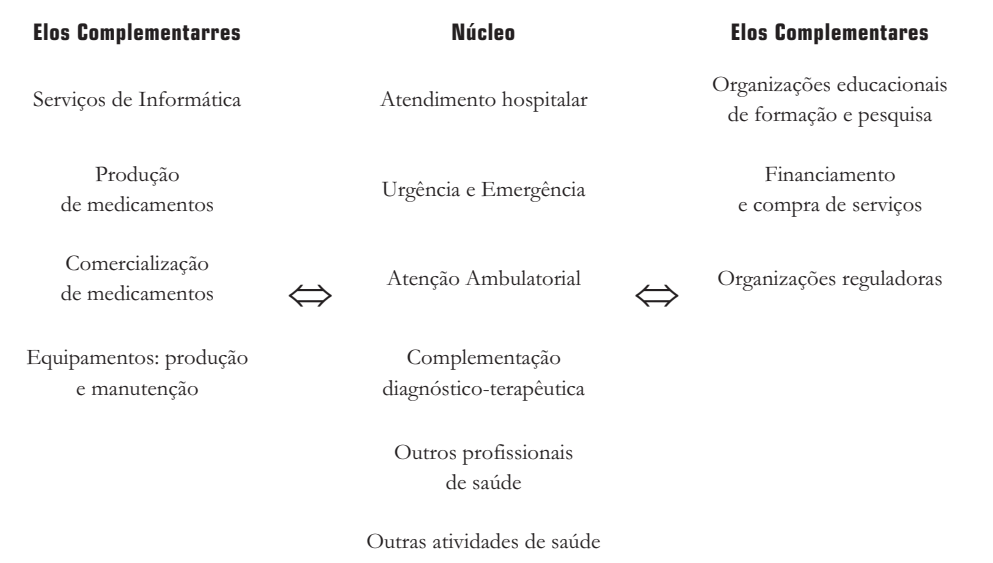 Elos Complementarres
Serviços de Informática
Produção
de medicamentos
Comercialização
de medicamentos
Equipamentos: produção
e manutenção
Núcleo
Atendimento hospitalar
Urgência e Emergência
Atenção Ambulatorial
Complementação
diagnóstico-terapêutica
Outros profissionais
de saúde
Outras atividades de saúde
Elos Complementares
Organizações educacionais
de formação e pesquisa
Financiamento
e compra de serviços
Organizações reguladoras